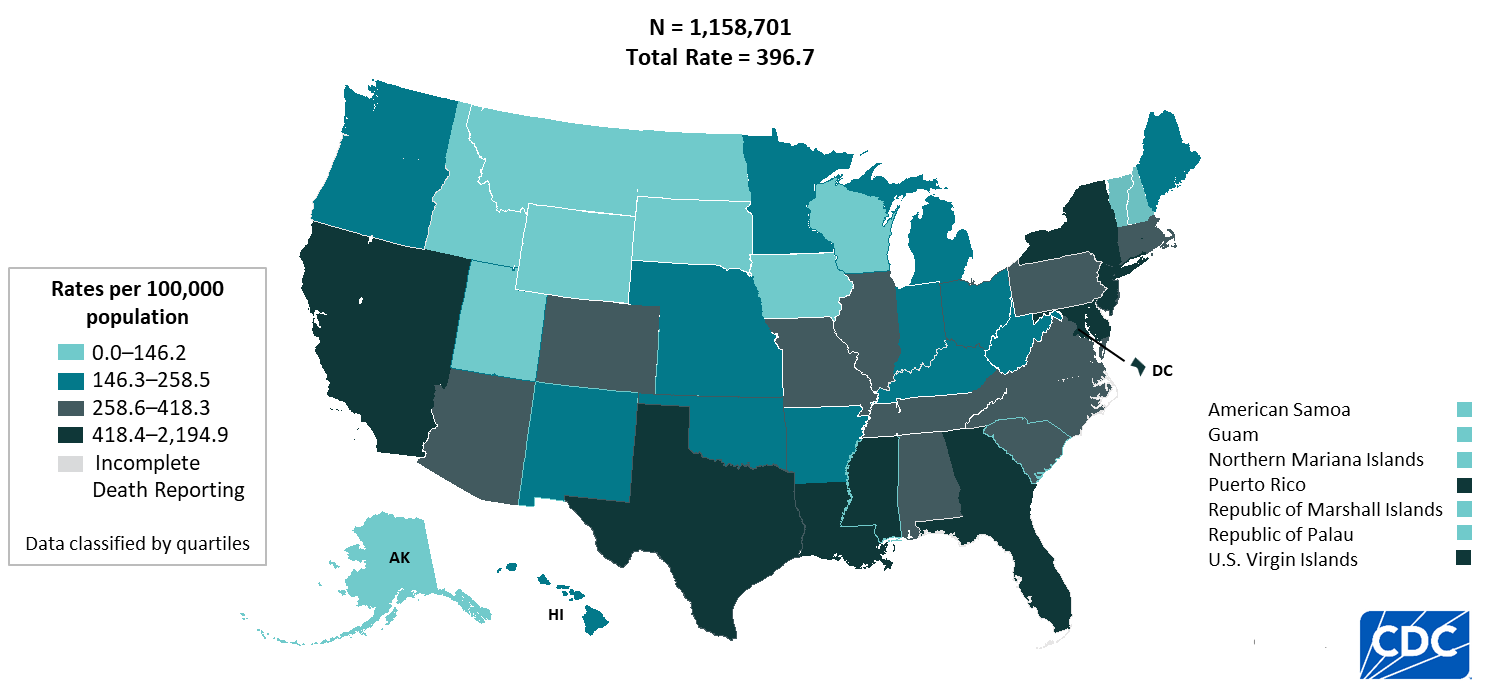 N = 1,158,701
Total Rate = 396.7
Rates per 100,000
population
0.0–146.2
146.3–258.5
258.6–418.3
418.4–2,194.9
Incomplete
Death Reporting
Data classified by quartiles
AK
HI
DC
American Samoa
Guam
Northern Mariana Islands
Puerto Rico
Republic of Marshall Islands
Republic of Palau
U.S. Virgin Islands
CDC